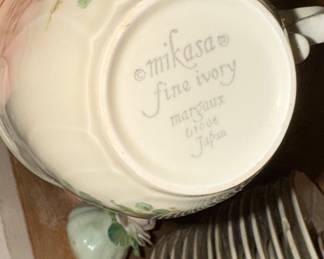 ©mikasa®
fine ivory
margaux
Japan